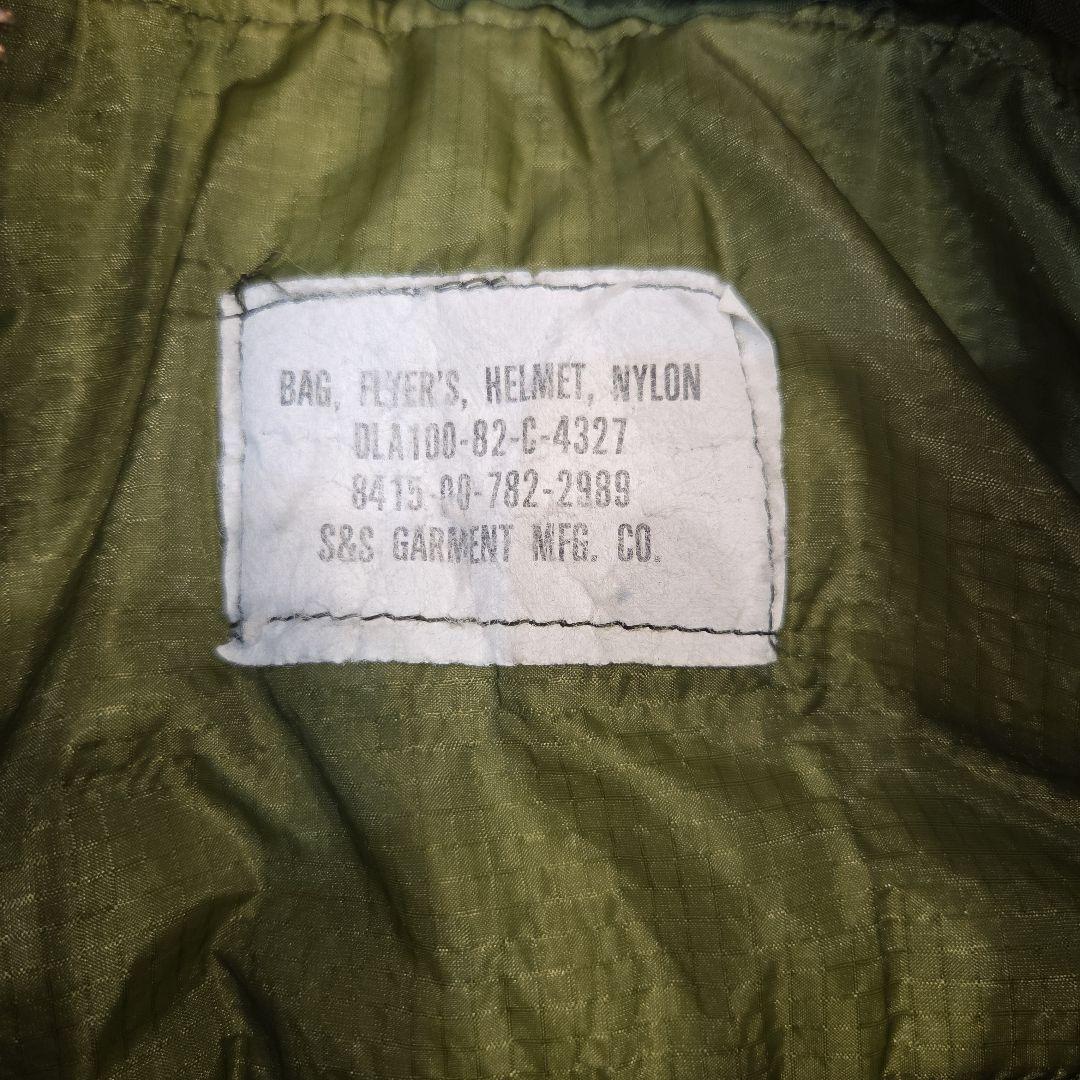 BAG, FLYER'S, HELMET, NYLON
DLA100-82-C-4327
8415-00-782-2989
S&S GARMENT MFG. CO.